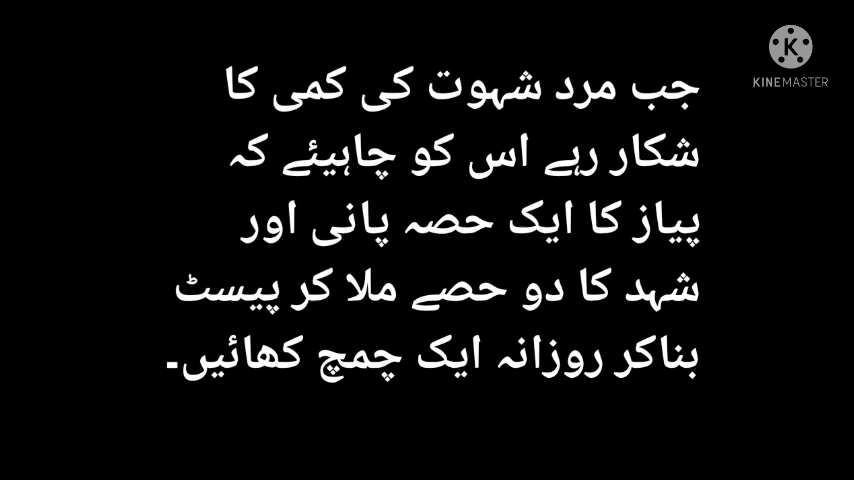 KINEMASTER
جب مرد شہوت کی کمی کا
شکار رہے اس کو چاہیئے کہ
پیاز کا ایک حصہ پانی اور
شہد کا دو حصے ملا کر پیسٹ
بناکر روزانہ ایک چمچ کھائیں۔